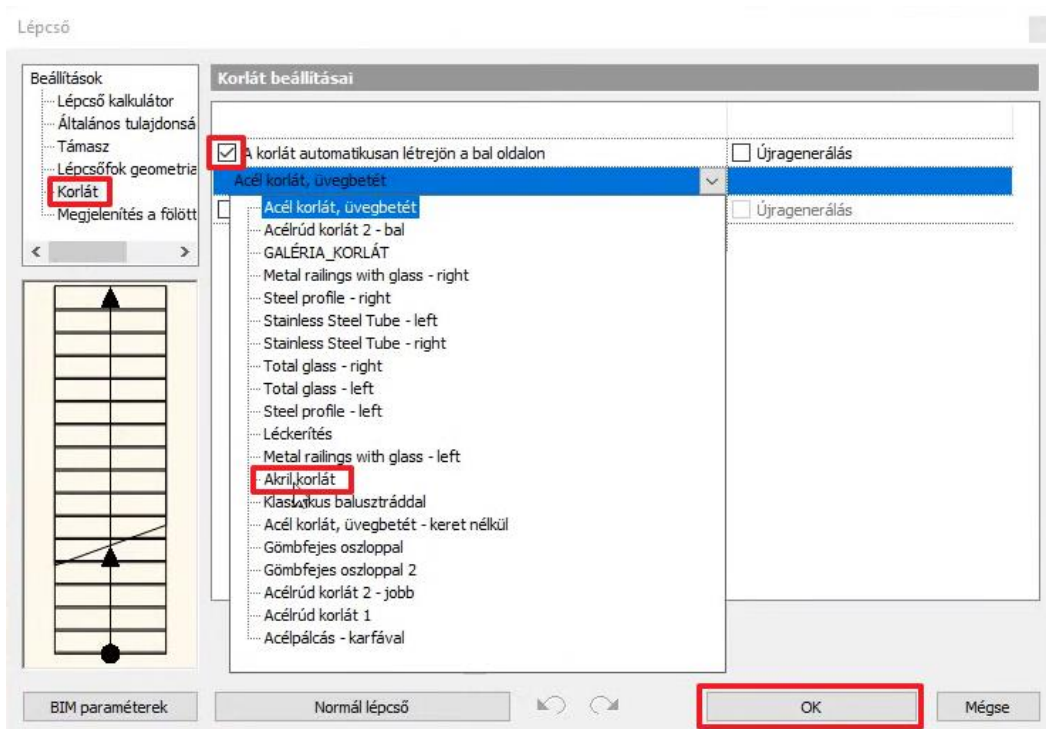 Lépcső
Beállítások
Lépcső kalkulátor
Általános tulajdonsá
Támasz
Lépcsőfok geometria
Korlát
Megjelenítés a fölött
Korlát beállításai
A korlát automatikusan létrejön a bal oldalon
Újragenerálás
Acél korlát, üvegbetét
Újragenerálás
Acél korlát, üvegbetét
Acélrúd korlát 2 - bal
GALÉRIA_KORLÁT
Metal railings with glass - right
Steel profile - right
Stainless Steel Tube - left
Stainless Steel Tube - right
Total glass - right
Total glass - left
Steel profile - left
Léckerítés
Metal railings with glass - left
Akril korlát
Klasszikus balusztráddal
Acél korlát, üvegbetét - keret nélkül
Gömbfejes oszloppal
Gömbfejes oszloppal 2
Acélrúd korlát 2 - jobb
Acélrúd korlát 1
Acélpálcás - karfával
BIM paraméterek
Normál lépcső
OK
Mégse